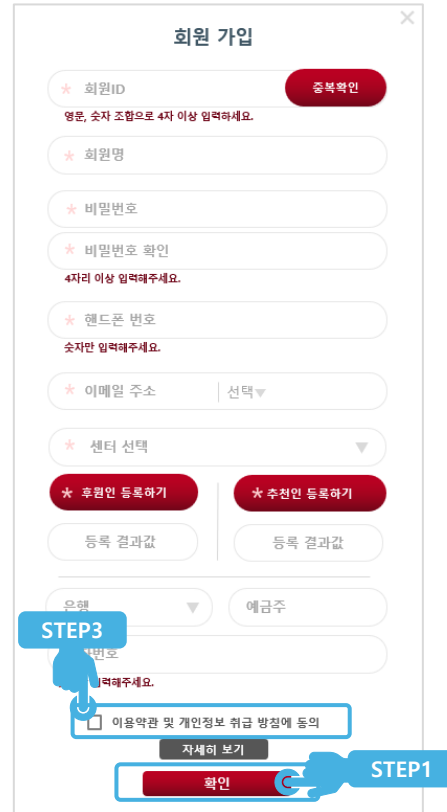 회원 가입
* 회원ID 중복확인
영문, 숫자 조합으로 4자 이상 입력하세요.
* 회원명
* 비밀번호
* 비밀번호 확인
4자리 이상 입력해주세요.
* 핸드폰 번호
숫자만 입력해주세요.
* 이메일 주소 선택▼
* 센터 선택 ▼
* 후원인 등록하기 * 추천인 등록하기
등록 결과값 등록 결과값
은행 ▼ 예금주
STEP3
번호
입력해주세요.
이용약관 및 개인정보 취급 방침에 동의
자세히 보기
확인 STEP1